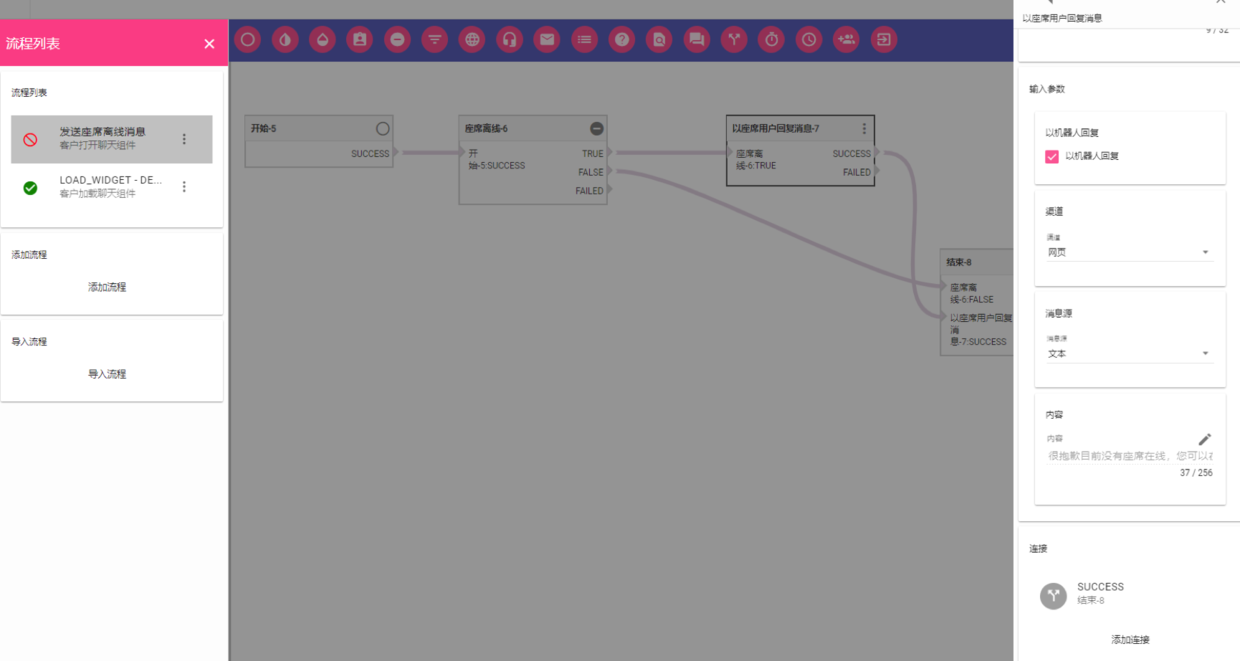 流程列表
流程列表
发送座席离线消息
客户打开聊天组件
LOAD_WIDGET - DE...
客户加载聊天组件
添加流程
添加流程
导入流程
导入流程
开始-5
SUCCESS
座席离线-6
开
始-5:SUCCESS
TRUE
FALSE
FAILED
以座席用户回复消息-7
座席离
线-6:TRUE
SUCCESS
FAILED
结束-8
座席离
线-6:FALSE
以座席用户回复
消
息-7:SUCCESS
以座席用户回复消息
9 / 32
输入参数
以机器人回复
以机器人回复
渠道
渠道
网页
消息源
消息源
文本
内容
内容
很抱歉目前没有座席在线，您可以在
37 / 256
连接
SUCCESS
结束-8
添加连接